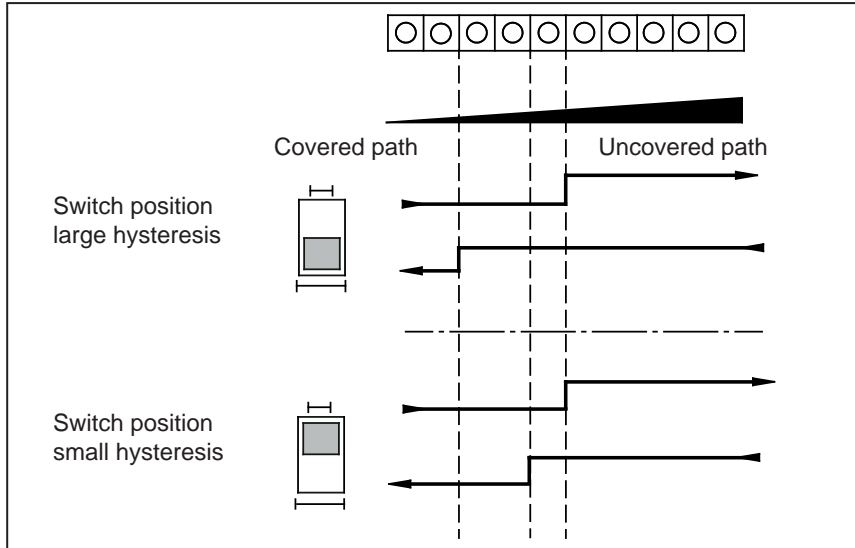 Covered path
Uncovered path
Switch position
large hysteresis
Switch position
small hysteresis